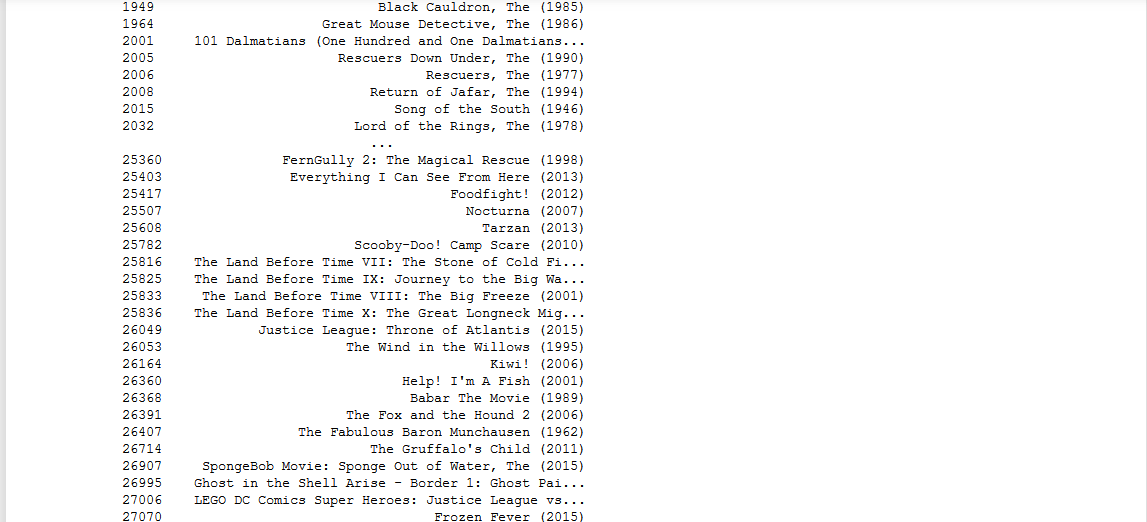 1949 Black Cauldron, The (1985)
1964 Great Mouse Detective, The (1986)
2001 101 Dalmatians (One Hundred and One Dalmatians...
2005 Rescuers Down Under, The (1990)
2006 Rescuers, The (1977)
2008 Return of Jafar, The (1994)
2015 Song of the South (1946)
2032 Lord of the Rings, The (1978)
...
25360 FernGully 2: The Magical Rescue (1998)
25403 Everything I Can See From Here (2013)
25417 Foodfight! (2012)
25507 Nocturna (2007)
25608 Tarzan (2013)
25782 Scooby-Doo! Camp Scare (2010)
25816 The Land Before Time VII: The Stone of Cold Fi...
25825 The Land Before Time IX: Journey to the Big Wa...
25833 The Land Before Time VIII: The Big Freeze (2001)
25836 The Land Before Time X: The Great Longneck Mig...
26049 Justice League: Throne of Atlantis (2015)
26053 The Wind in the Willows (1995)
26164 Kiwi! (2006)
26360 Help! I'm A Fish (2001)
26368 Babar The Movie (1989)
26391 The Fox and the Hound 2 (2006)
26407 The Fabulous Baron Munchausen (1962)
26714 The Gruffalo's Child (2011)
26907 SpongeBob Movie: Sponge Out of Water, The (2015)
26995 Ghost in the Shell Arise - Border 1: Ghost Pai...
27006 LEGO DC Comics Super Heroes: Justice League vs...
27070 Frozen Fever (2015)